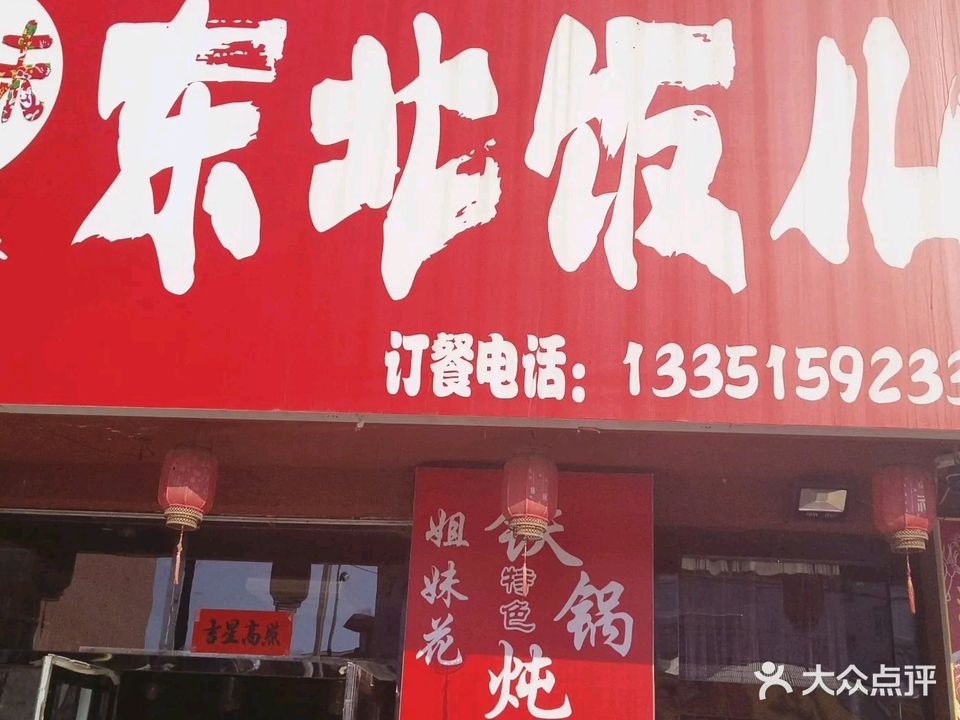 东北饭儿
订餐电话：1335159233
姐妹花
特色
铁锅炖
吉星高照
大众点评